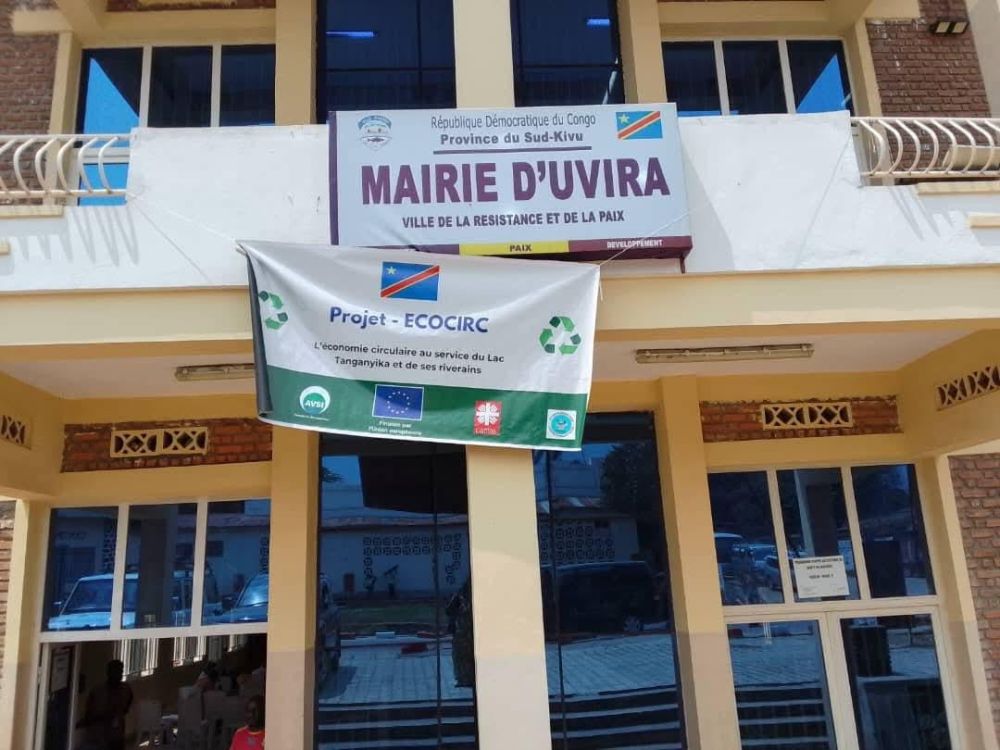 République Démocratique du Congo
Province du Sud-Kivu
MAIRIE D'UVIRA
VILLE DE LA RESISTANCE ET DE LA PAIX
PAIX
DEVELOPPEMENT
Projet - ECOCIRC
L'économie circulaire au service du Lac
Tanganyika et de ses riverains
AVSI
Financé par
l'Union européenne
Caritas